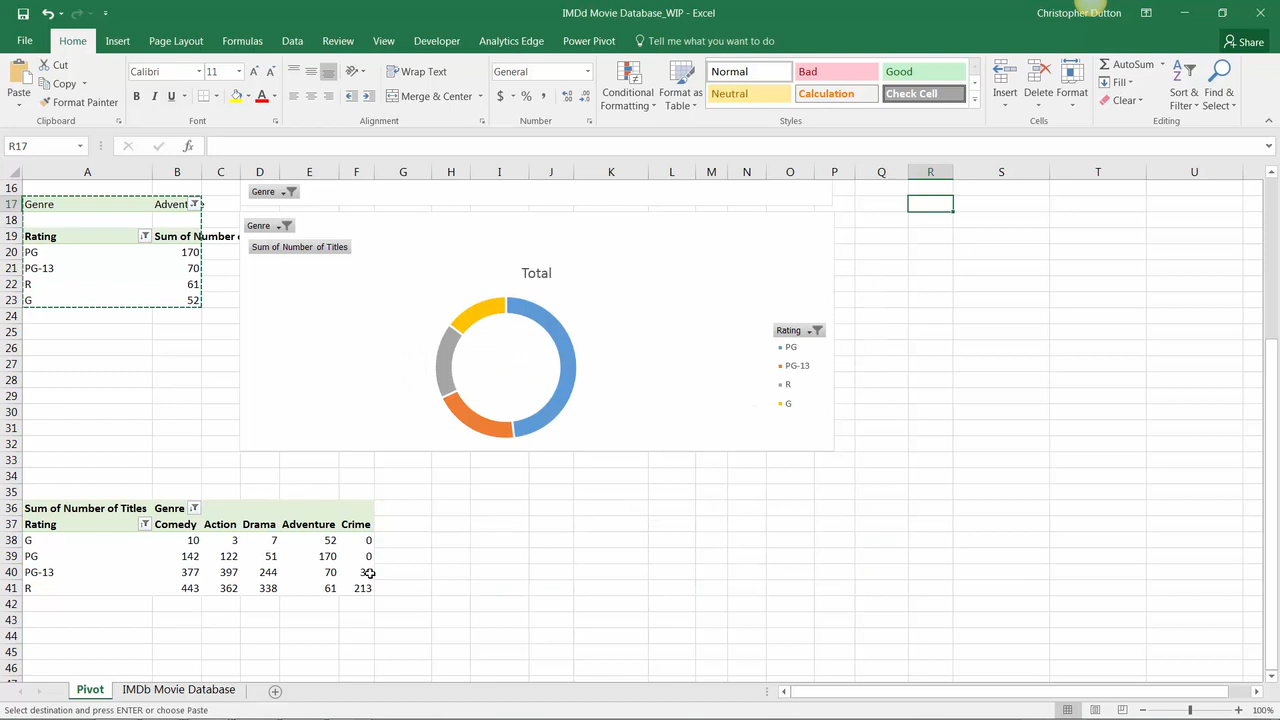 IMDd Movie Database_WIP - Excel
Christopher Dutton
File Home Insert Page Layout Formulas Data Review View Developer Analytics Edge Power Pivot Tell me what you want to do Share
Paste
Cut
Copy
Format Painter
Clipboard
Calibri 11
B I U
Font
Wrap Text
Merge & Center
Alignment
General
$ % ,
Number
Conditional Formatting
Format as Table
Normal Bad Good
Neutral Calculation Check Cell
Styles
Insert Delete Format
Cells
AutoSum
Fill
Clear
Sort & Filter
Find & Select
Editing
R17 fx
A B C D E F G H I J K L M N O P Q R S T U
16
17 Genre
18
19 Rating Sum of Number
20 PG 170
21 PG-13 70
22 R 61
23 G 52
24
25
26
27
28
29
30
31
32
33
34
35
Genre
Genre
Sum of Number of Titles
Total
Rating
PG
PG-13
R
G
36 Sum of Number of Titles Genre
37 Rating Comedy Action Drama Adventure Crime
38 G 10 3 7 52 0
39 PG 142 122 51 170 0
40 PG-13 377 397 244 70
41 R 443 362 338 61 213
42
43
44
45
46
Pivot IMDb Movie Database
Select destination and press ENTER or choose Paste
100%